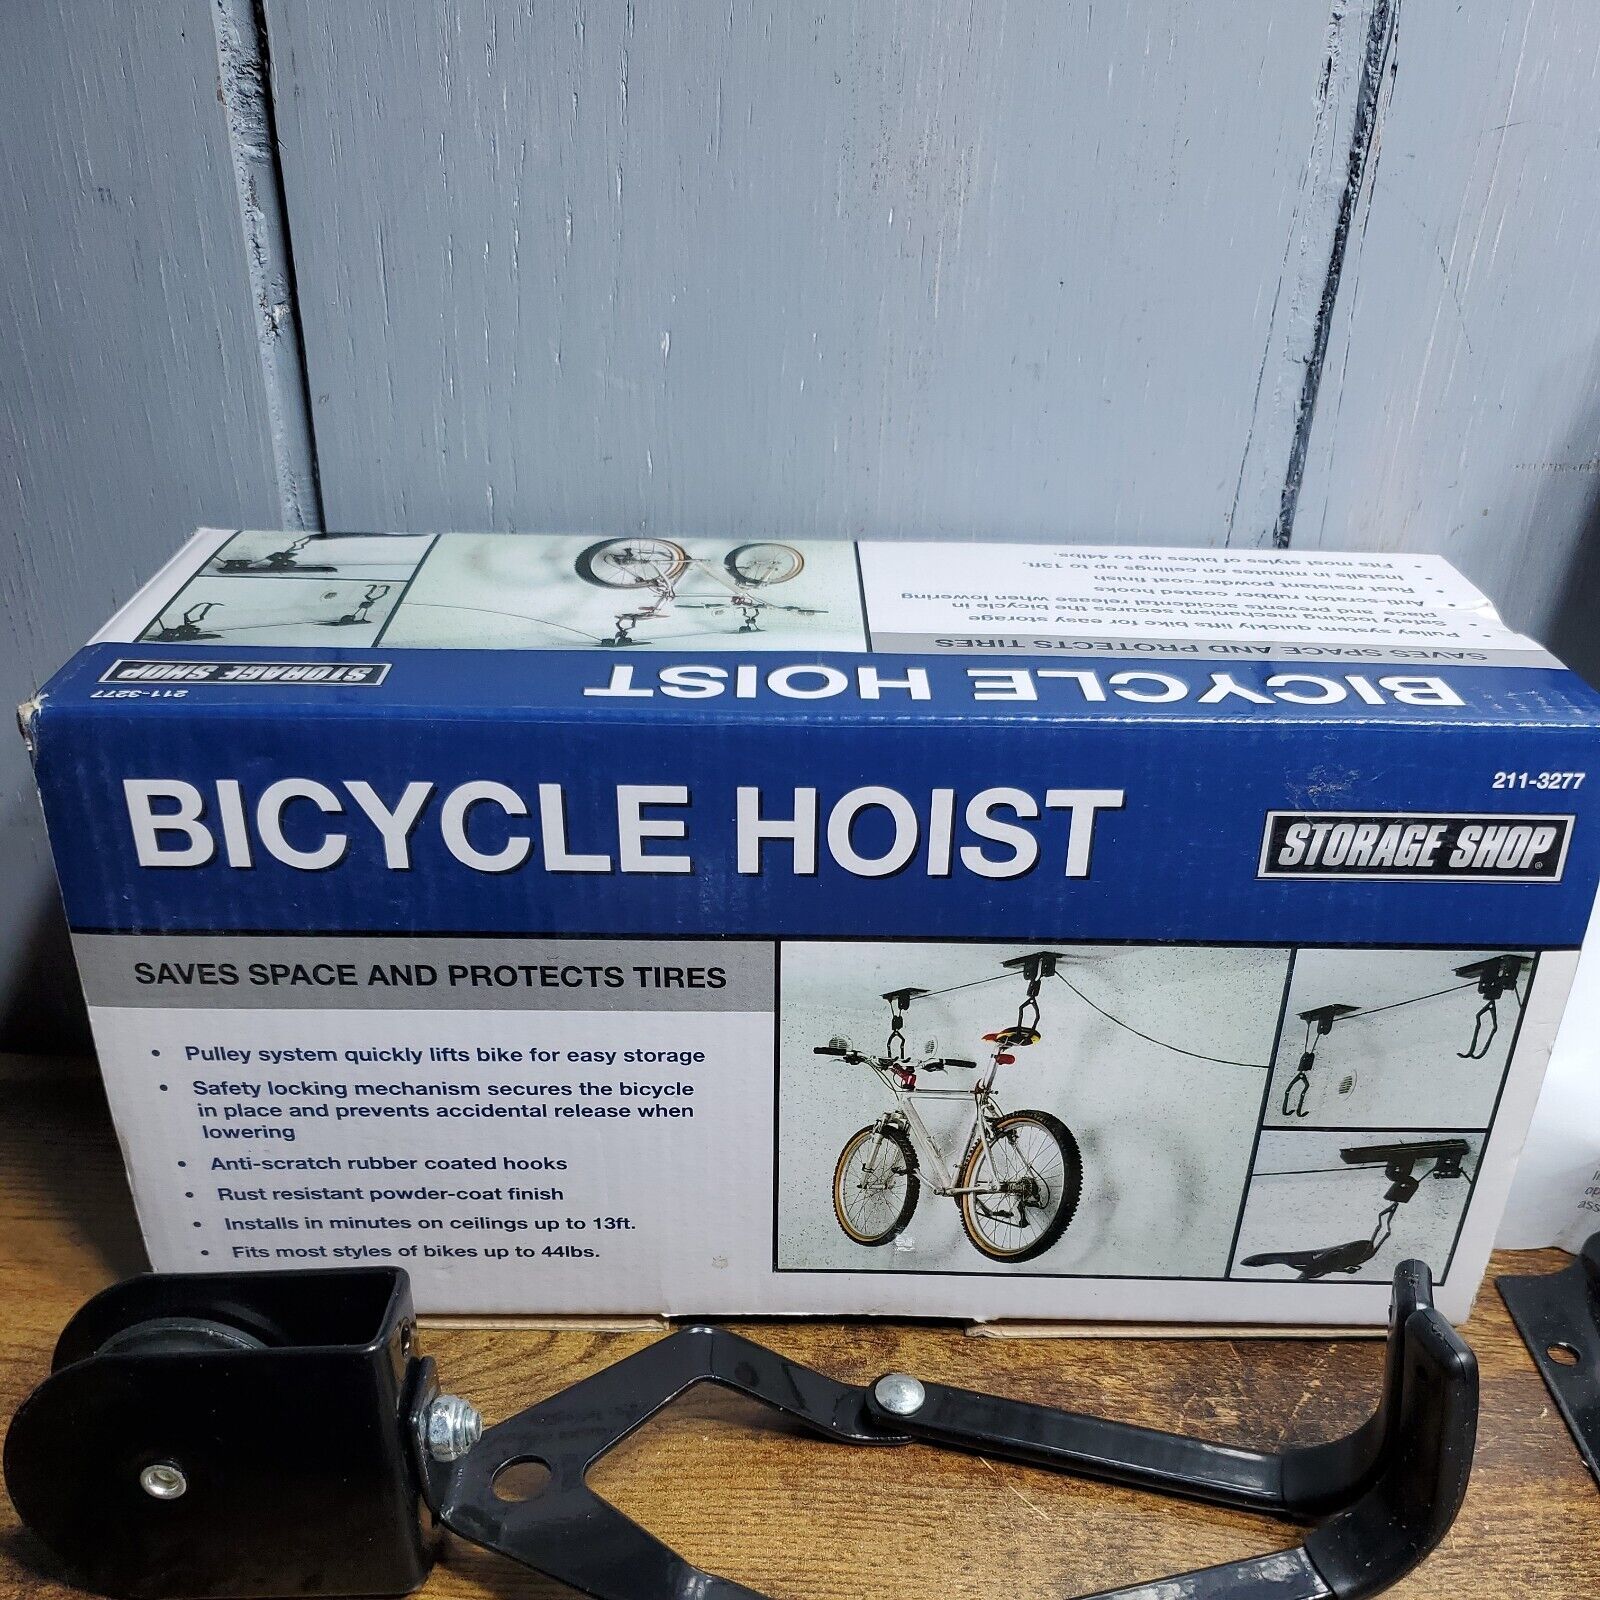 • Fits most styles of bikes up to 44lbs.
• Installs in minutes on ceilings up to 13ft.
• Rust resistant powder-coat finish
• Anti-scratch rubber coated hooks
place and prevents accidental release when lowering
• Safety locking mechanism secures the bicycle in
• Pulley system quickly lifts bike for easy storage
SAVES SPACE AND PROTECTS TIRES
BICYCLE HOIST
STORAGE SHOP
211-3277
BICYCLE HOIST
211-3277
STORAGE SHOP
SAVES SPACE AND PROTECTS TIRES
• Pulley system quickly lifts bike for easy storage
• Safety locking mechanism secures the bicycle
in place and prevents accidental release when
lowering
• Anti-scratch rubber coated hooks
• Rust resistant powder-coat finish
• Installs in minutes on ceilings up to 13ft.
• Fits most styles of bikes up to 44lbs.